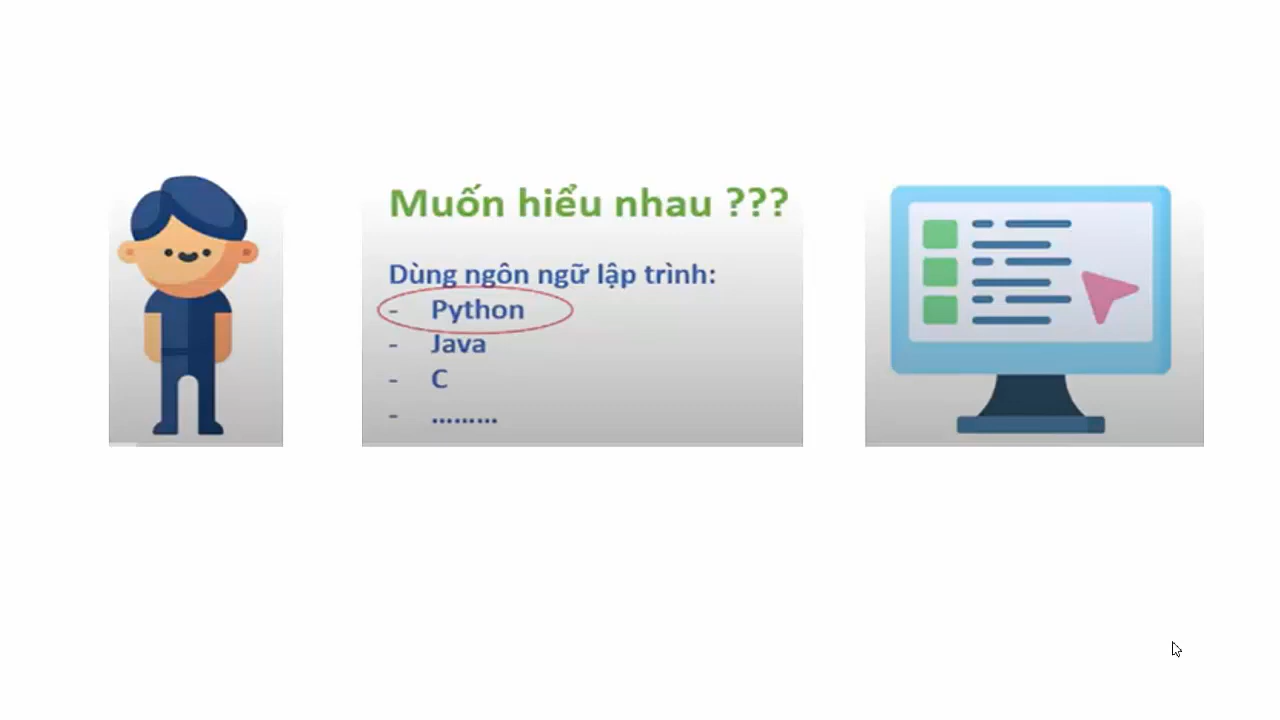 Muốn hiểu nhau ???
Dùng ngôn ngữ lập trình:
- Python
- Java
- C
- .........